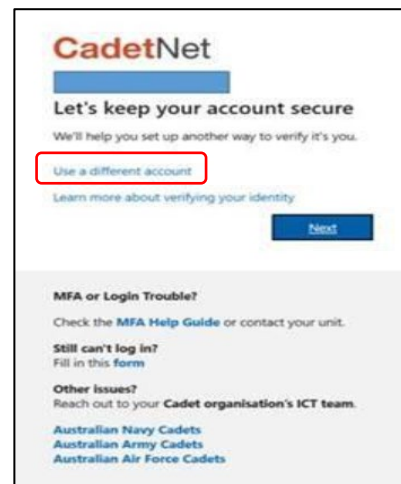 CadetNet
Let's keep your account secure
We'll help you set up another way to verify it's you.
Use a different account
Learn more about verifying your identity
Next
MFA or Login Trouble?
Check the MFA Help Guide or contact your unit.
Still can't log in?
Fill in this form
Other issues?
Reach out to your Cadet organisation's ICT team.
Australian Navy Cadets
Australian Army Cadets
Australian Air Force Cadets